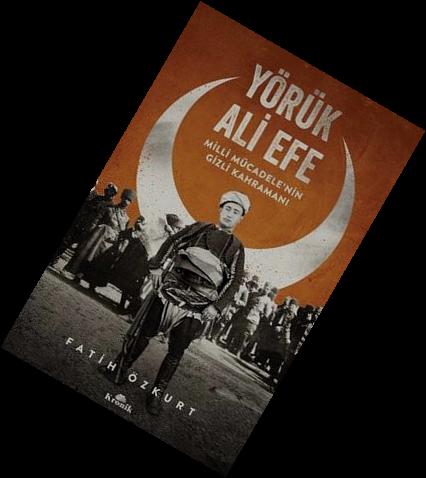 YÖRÜK
ALİ EFE
MİLLİ MÜCADELE'NİN
GİZLİ KAHRAMANI
FATİH ÖZKURT
kronik